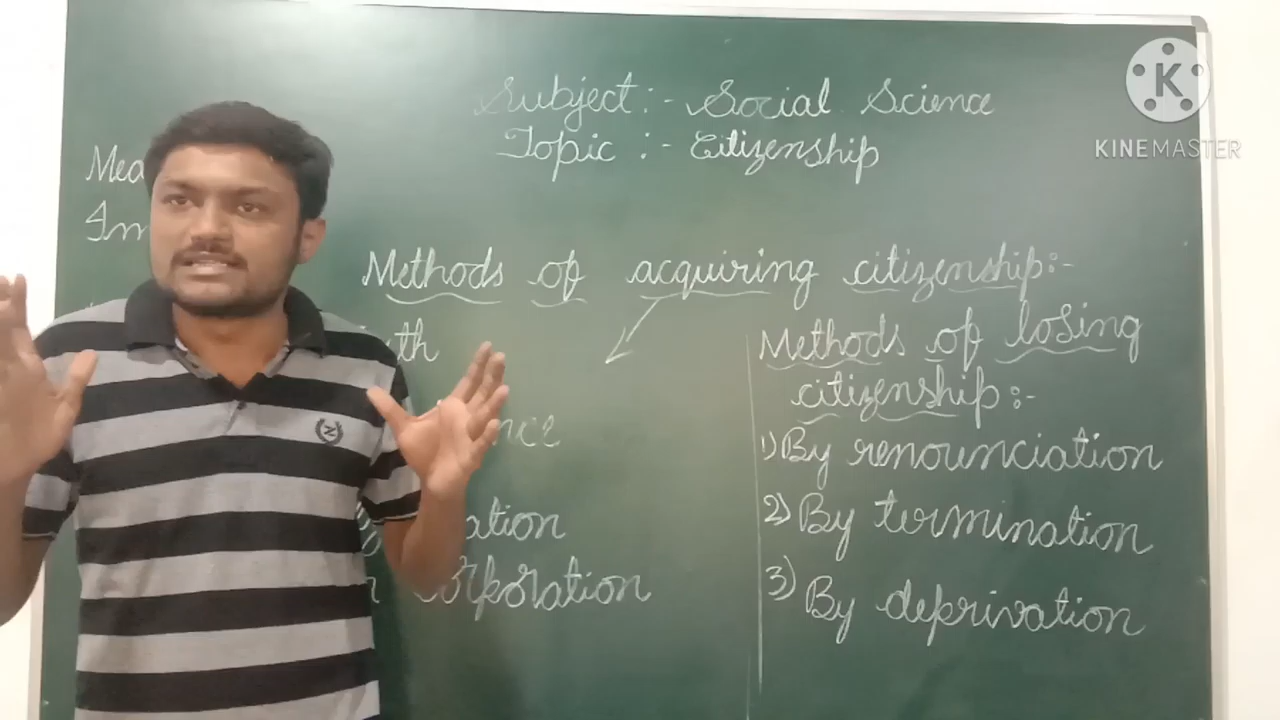 Subject :- Social Science
Topic :- Citizenship
Methods of acquiring citizenship:-
Methods of losing
citizenship :-
1) By renounciation
2) By termination
3) By deprivation
K
KINEMASTER